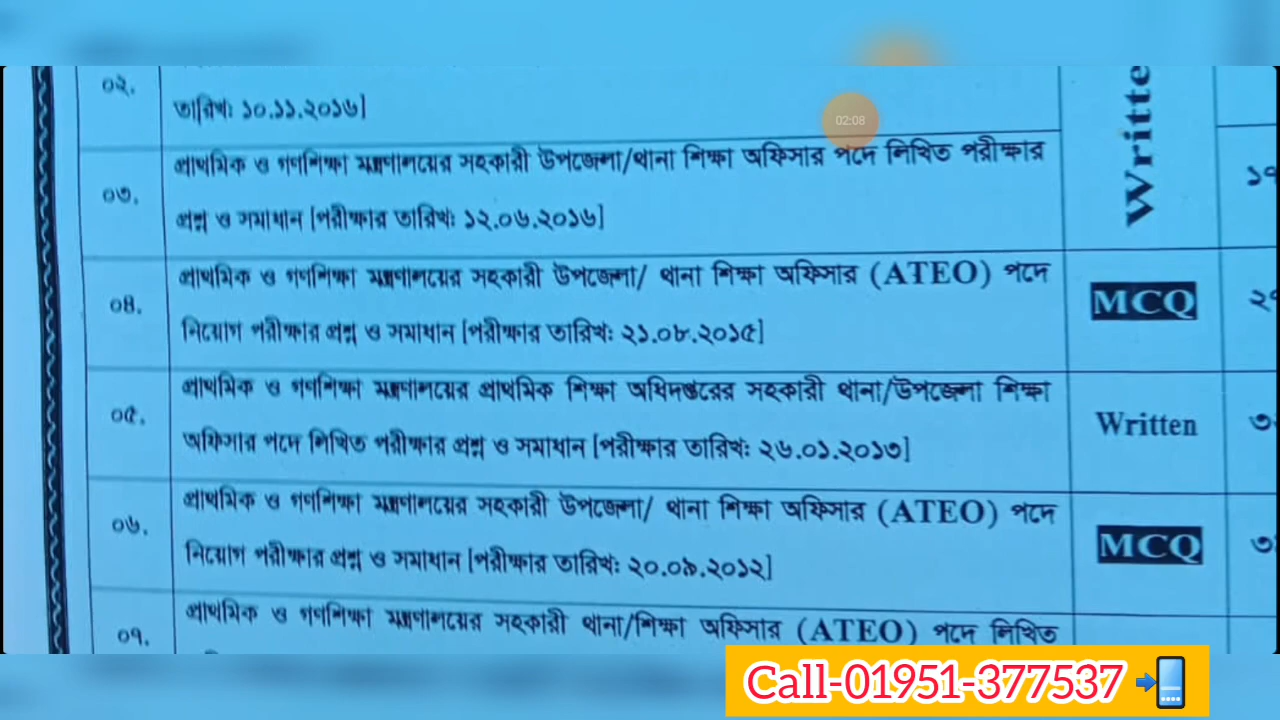 ০২.
তারিখ: ১০.১১.২০১৬]
Written
০৩.
প্রাথমিক ও গণশিক্ষা মন্ত্রণালয়ের সহকারী উপজেলা/থানা শিক্ষা অফিসার পদে লিখিত পরীক্ষার
প্রশ্ন ও সমাধান [পরীক্ষার তারিখ: ১২.০৬.২০১৬]
02:08
০৪.
প্রাথমিক ও গণশিক্ষা মন্ত্রণালয়ের সহকারী উপজেলা/ থানা শিক্ষা অফিসার (ATEO) পদে
নিয়োগ পরীক্ষার প্রশ্ন ও সমাধান [পরীক্ষার তারিখ: ২১.০৮.২০১৫]
MCQ
০৫.
প্রাথমিক ও গণশিক্ষা মন্ত্রণালয়ের প্রাথমিক শিক্ষা অধিদপ্তরের সহকারী থানা/উপজেলা শিক্ষা
অফিসার পদে লিখিত পরীক্ষার প্রশ্ন ও সমাধান [পরীক্ষার তারিখ: ২৬.০১.২০১৩]
Written
০৬.
প্রাথমিক ও গণশিক্ষা মন্ত্রণালয়ের সহকারী উপজেলা/ থানা শিক্ষা অফিসার (ATEO) পদে
নিয়োগ পরীক্ষার প্রশ্ন ও সমাধান [পরীক্ষার তারিখ: ২০.০৯.২০১২]
MCQ
০৭.
প্রাথমিক ও গণশিক্ষা মন্ত্রণালয়ের সহকারী থানা/শিক্ষা অফিসার (ATEO) পদে লিখিত
Call-01951-377537